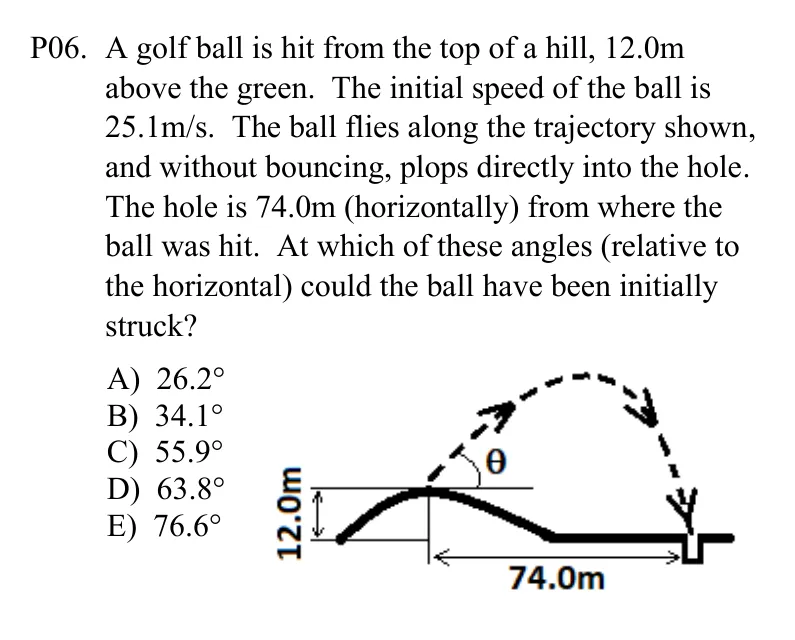 P06. A golf ball is hit from the top of a hill, 12.0m
above the green. The initial speed of the ball is
25.1m/s. The ball flies along the trajectory shown,
and without bouncing, plops directly into the hole.
The hole is 74.0m (horizontally) from where the
ball was hit. At which of these angles (relative to
the horizontal) could the ball have been initially
struck?
A) 26.2°
B) 34.1°
C) 55.9°
D) 63.8°
E) 76.6°
θ
12.0m
74.0m